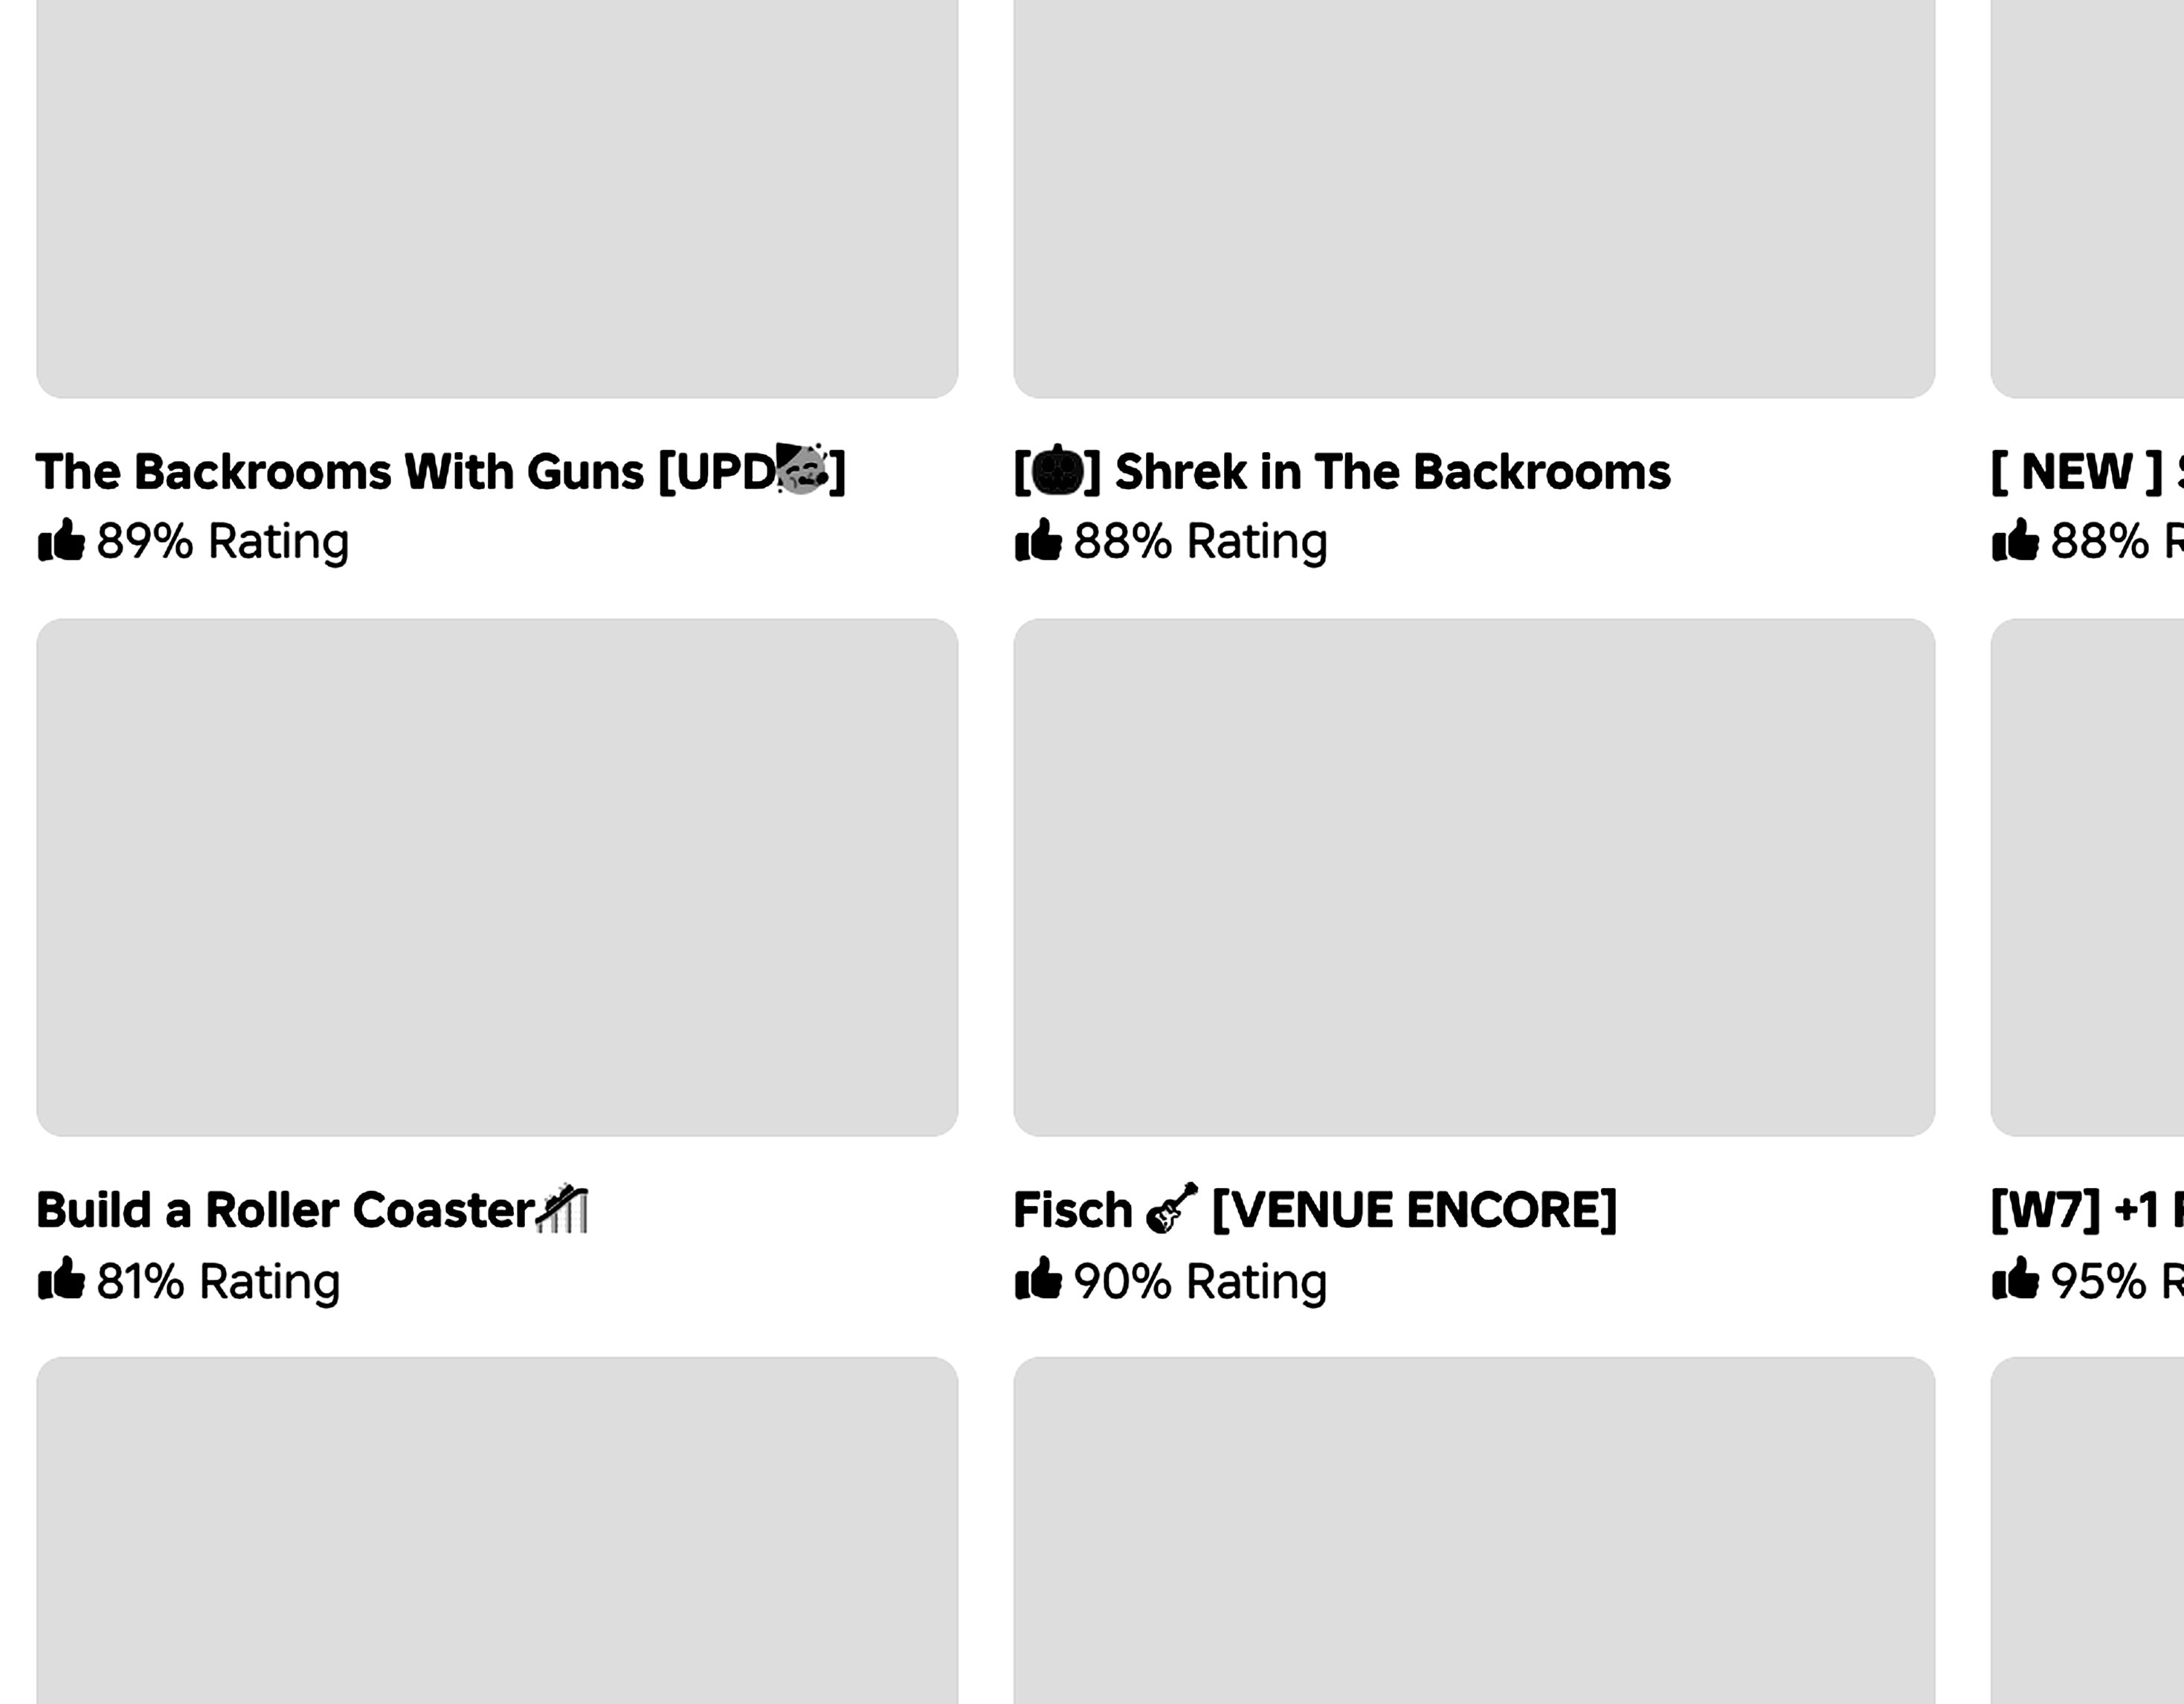 The Backrooms With Guns [UPD🥳]
89% Rating
[🎃] Shrek in The Backrooms
88% Rating
[ NEW ]
88%
Build a Roller Coaster🎢
81% Rating
Fisch 🎸 [VENUE ENCORE]
90% Rating
[W7] +1
95%